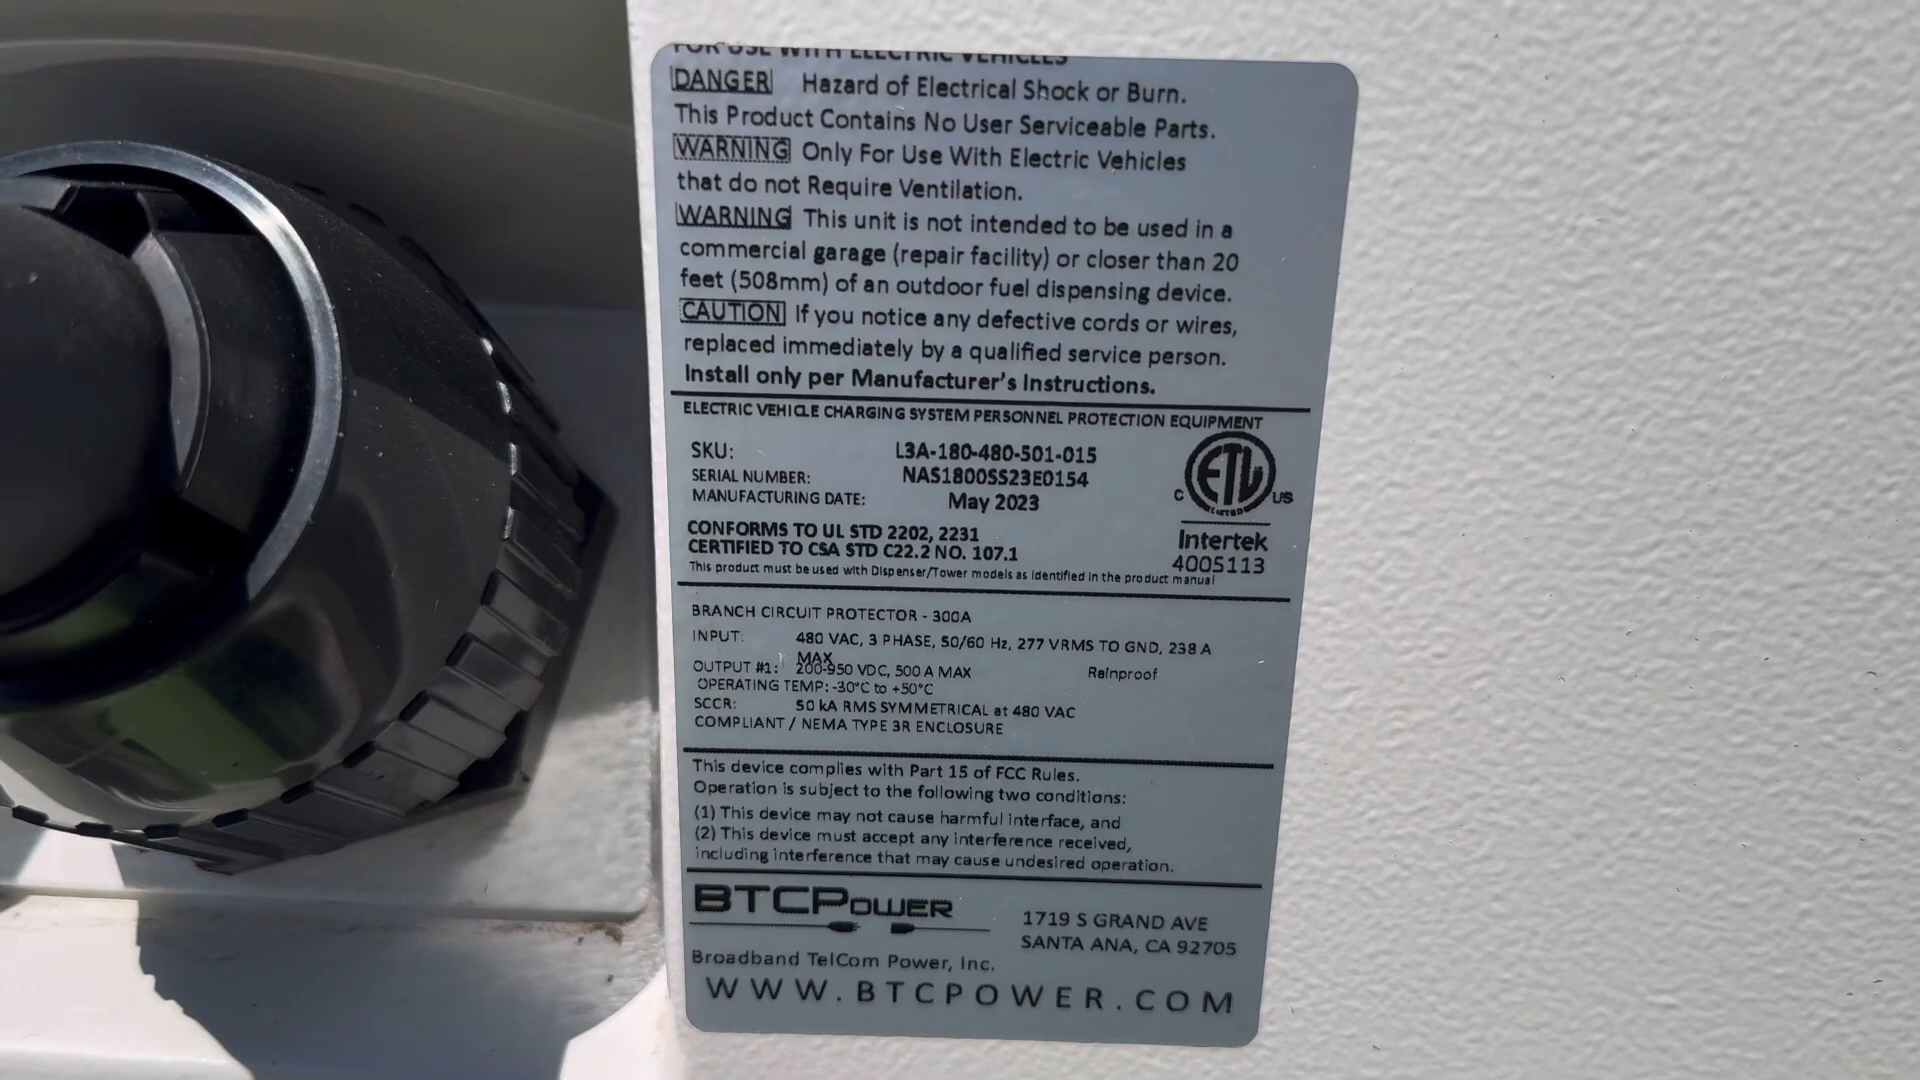 FOR USE WITH ELECTRIC VEHICLES
DANGER Hazard of Electrical Shock or Burn.
This Product Contains No User Serviceable Parts.
WARNING Only For Use With Electric Vehicles
that do not Require Ventilation.
WARNING This unit is not intended to be used in a
commercial garage (repair facility) or closer than 20
feet (508mm) of an outdoor fuel dispensing device.
CAUTION If you notice any defective cords or wires,
replaced immediately by a qualified service person.
Install only per Manufacturer's Instructions.
ELECTRIC VEHICLE CHARGING SYSTEM PERSONNEL PROTECTION EQUIPMENT
SKU: L3A-180-480-501-015
SERIAL NUMBER: NAS1800SS23E0154
MANUFACTURING DATE: May 2023
ETL
C US
LISTED
CONFORMS TO UL STD 2202, 2231
CERTIFIED TO CSA STD C22.2 NO. 107.1
Intertek
4005113
This product must be used with Dispenser/Tower models as identified in the product manual
BRANCH CIRCUIT PROTECTOR - 300A
INPUT: 480 VAC, 3 PHASE, 50/60 Hz, 277 VRMS TO GND, 238 A
MAX
OUTPUT #1: 200-950 VDC, 500 A MAX Rainproof
OPERATING TEMP: -30°C to +50°C
SCCR: 50 kA RMS SYMMETRICAL at 480 VAC
COMPLIANT / NEMA TYPE 3R ENCLOSURE
This device complies with Part 15 of FCC Rules.
Operation is subject to the following two conditions:
(1) This device may not cause harmful interface, and
(2) This device must accept any interference received,
including interference that may cause undesired operation.
BTCPOWER
1719 S GRAND AVE
SANTA ANA, CA 92705
Broadband TelCom Power, Inc.
WWW.BTCPOWER.COM